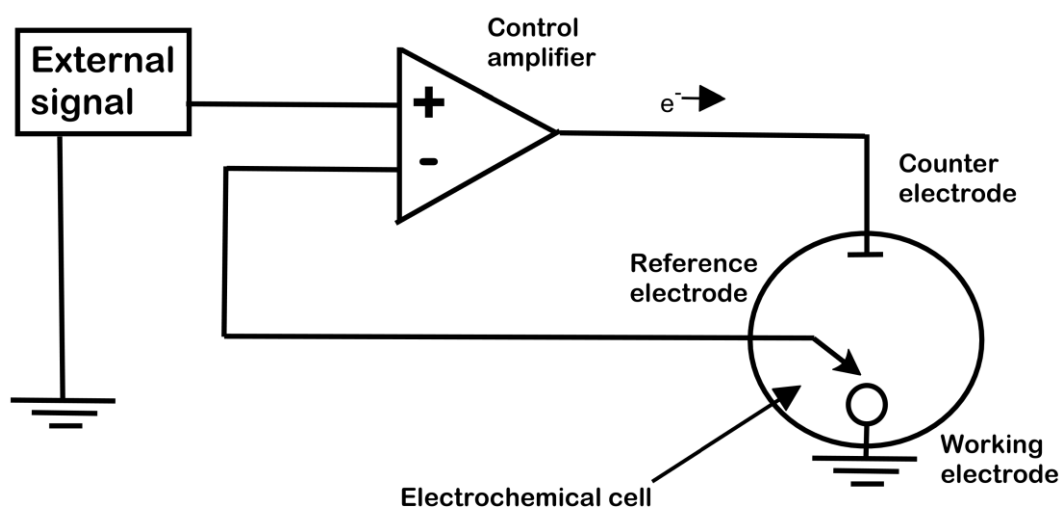 Control
amplifier
External
signal
+
-
e⁻
Counter
electrode
Reference
electrode
Working
electrode
Electrochemical cell